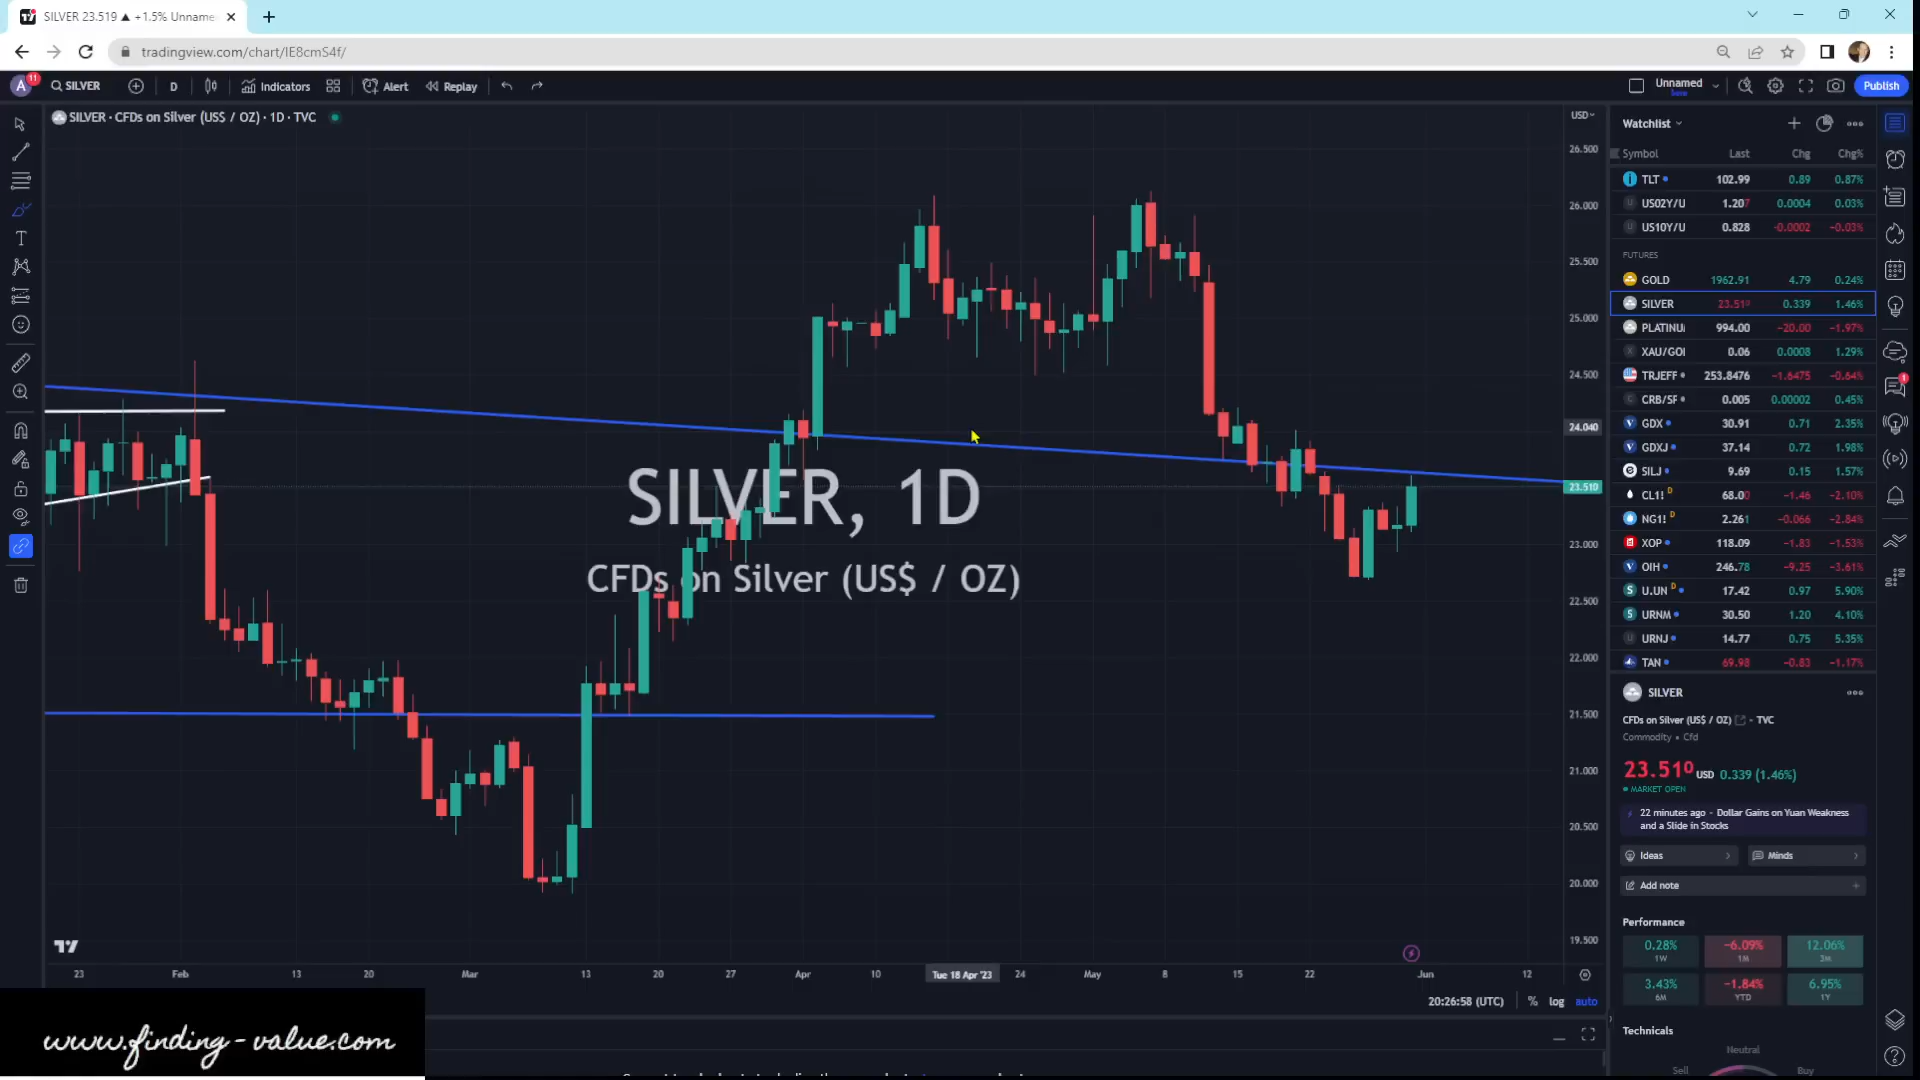 SILVER 23.519 ▲ +1.5% Unname
tradingview.com/chart/IE8cmS4f/
A 11 SILVER D Indicators Alert Replay Unnamed Save Publish
SILVER · CFDs on Silver (US$ / OZ) · 1D · TVC
USD
26.500
26.000
25.500
25.000
24.500
24.040
23.510
23.000
22.500
22.000
21.500
21.000
20.500
20.000
19.500
SILVER, 1D
CFDs on Silver (US$ / OZ)
23 Feb 13 20 Mar 13 20 27 Apr 10 Tue 18 Apr '23 24 May 8 15 22 Jun 12
20:26:58 (UTC) % log auto
www.finding-value.com
Watchlist
Symbol Last Chg Chg%
TLT 102.99 0.89 0.87%
US02Y/U 1.207 0.0004 0.03%
US10Y/U 0.828 -0.0002 -0.03%
FUTURES
GOLD 1962.91 4.79 0.24%
SILVER 23.510 0.339 1.46%
PLATINU 994.00 -20.00 -1.97%
XAU/GOI 0.06 0.0008 1.29%
TRJEFF 253.8476 -1.6475 -0.64%
CRB/SF 0.005 0.00002 0.45%
GDX 30.91 0.71 2.35%
GDXJ 37.14 0.72 1.98%
SILJ 9.69 0.15 1.57%
CL1! D 68.00 -1.46 -2.10%
NG1! D 2.261 -0.066 -2.84%
XOP 118.09 -1.83 -1.53%
OIH 246.78 -9.25 -3.61%
U.UN D 17.42 0.97 5.90%
URNM 30.50 1.20 4.10%
URNJ 14.77 0.75 5.35%
TAN 69.98 -0.83 -1.17%
SILVER
CFDs on Silver (US$ / OZ) • TVC
Commodity • Cfd
23.510 USD 0.339 (1.46%)
MARKET OPEN
22 minutes ago - Dollar Gains on Yuan Weakness
and a Slide in Stocks
Ideas Minds
Add note
Performance
0.28% -6.09% 12.06%
1W 1M 3M
3.43% -1.84% 6.95%
6M YTD 1Y
Technicals
Neutral
Sell Buy